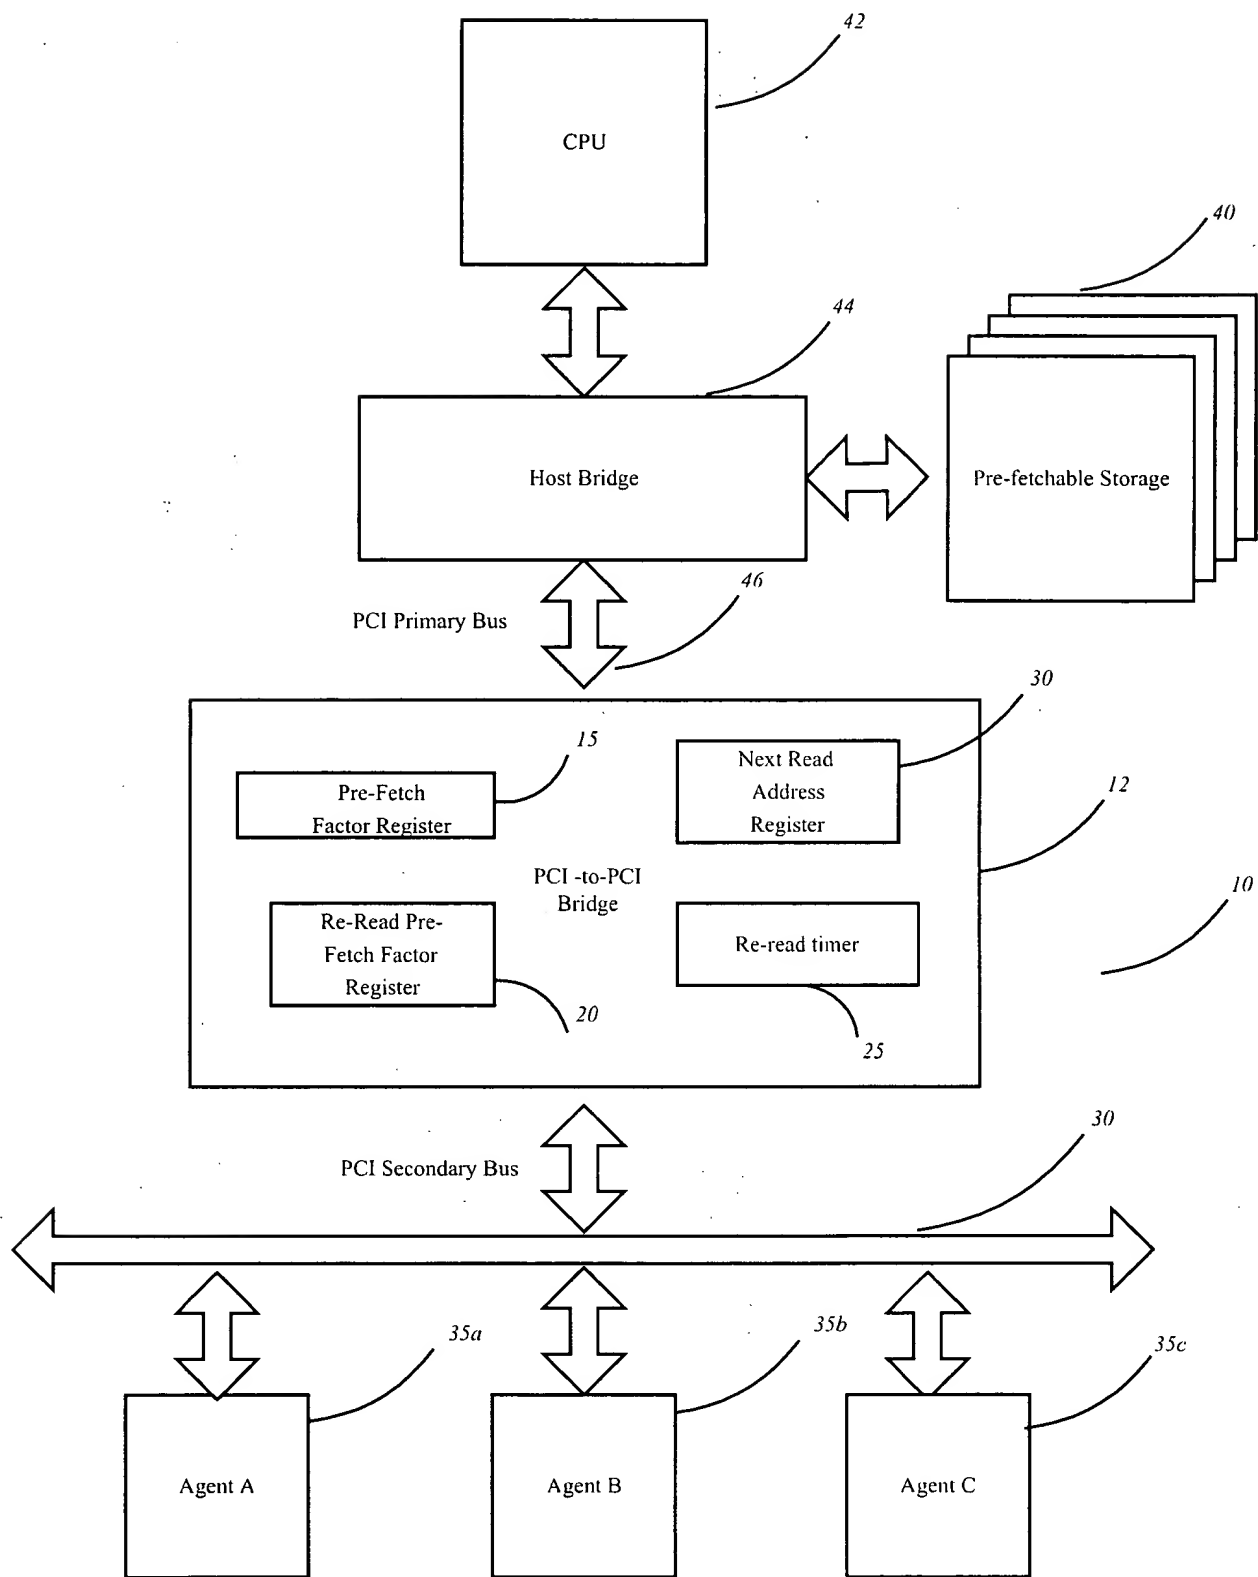 42
CPU
40
44
Host Bridge
Pre-fetchable Storage
46
PCI Primary Bus
30
15
Next Read
Address
Register
Pre-Fetch
Factor Register
12
PCI -to-PCI
Bridge
10
Re-Read Pre-
Fetch Factor
Register
Re-read timer
20
25
30
PCI Secondary Bus
35a
35b
35c
Agent A
Agent B
Agent C